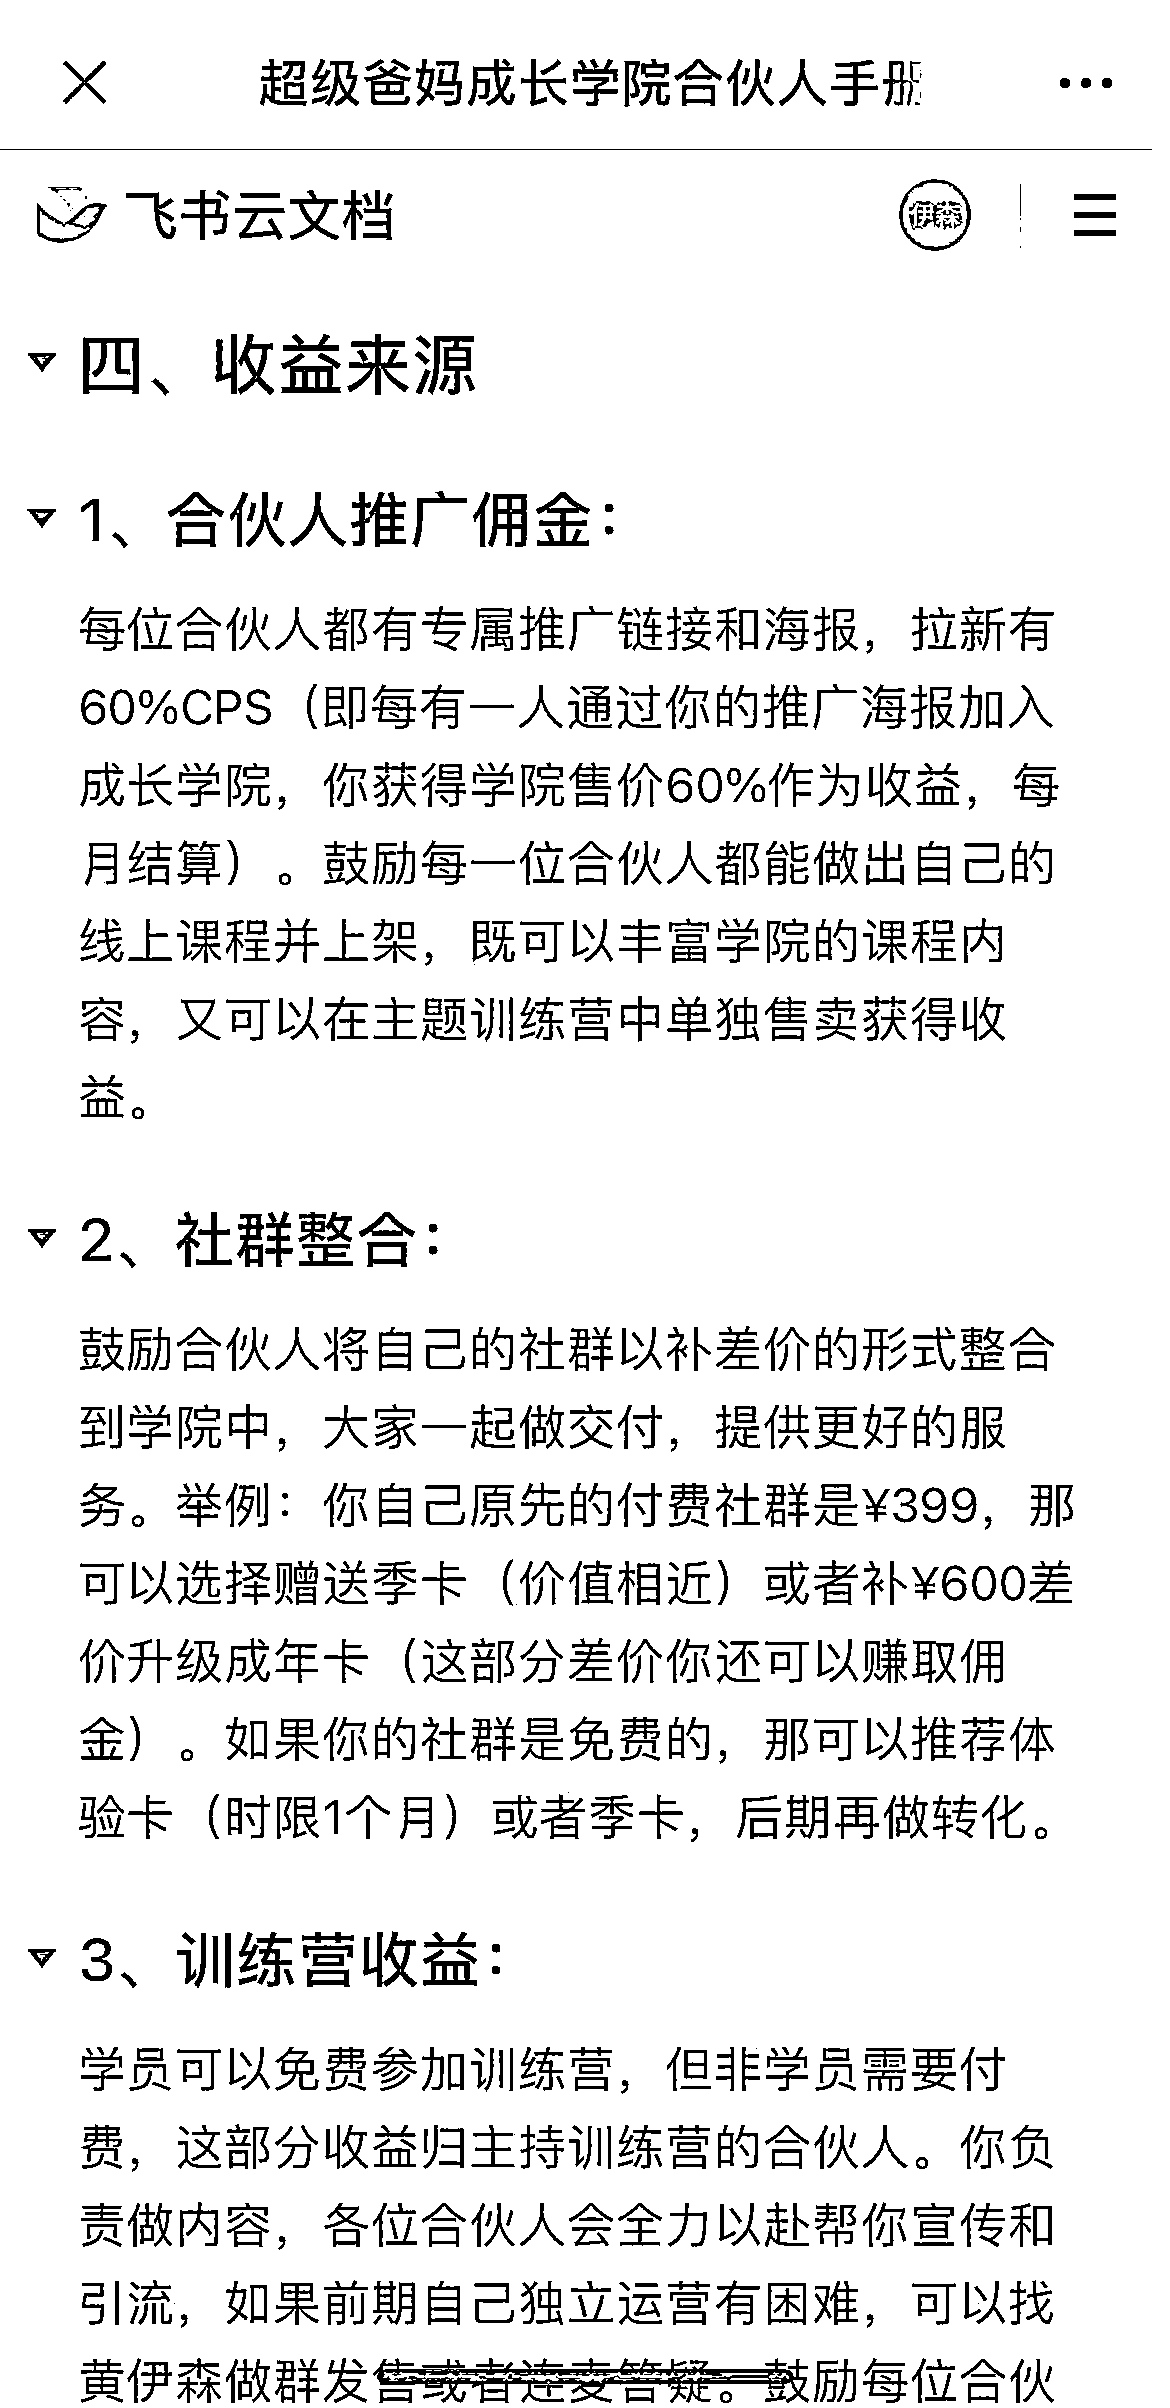 超级爸妈成长学院合伙人手册
飞书云文档
伊森
四、收益来源
1、合伙人推广佣金：
每位合伙人都有专属推广链接和海报，拉新有
60%CPS（即每有一人通过你的推广海报加入
成长学院，你获得学院售价60%作为收益，每
月结算）。鼓励每一位合伙人都能做出自己的
线上课程并上架，既可以丰富学院的课程内
容，又可以在主题训练营中单独售卖获得收
益。
2、社群整合：
鼓励合伙人将自己的社群以补差价的形式整合
到学院中，大家一起做交付，提供更好的服
务。举例：你自己原先的付费社群是¥399，那
可以选择赠送季卡（价值相近）或者补¥600差
价升级成年卡（这部分差价你还可以赚取佣
金）。如果你的社群是免费的，那可以推荐体
验卡（时限1个月）或者季卡，后期再做转化。
3、训练营收益：
学员可以免费参加训练营，但非学员需要付
费，这部分收益归主持训练营的合伙人。你负
责做内容，各位合伙人会全力以赴帮你宣传和
引流，如果前期自己独立运营有困难，可以找
黄伊森做群发售或者连麦答疑。鼓励每位合伙